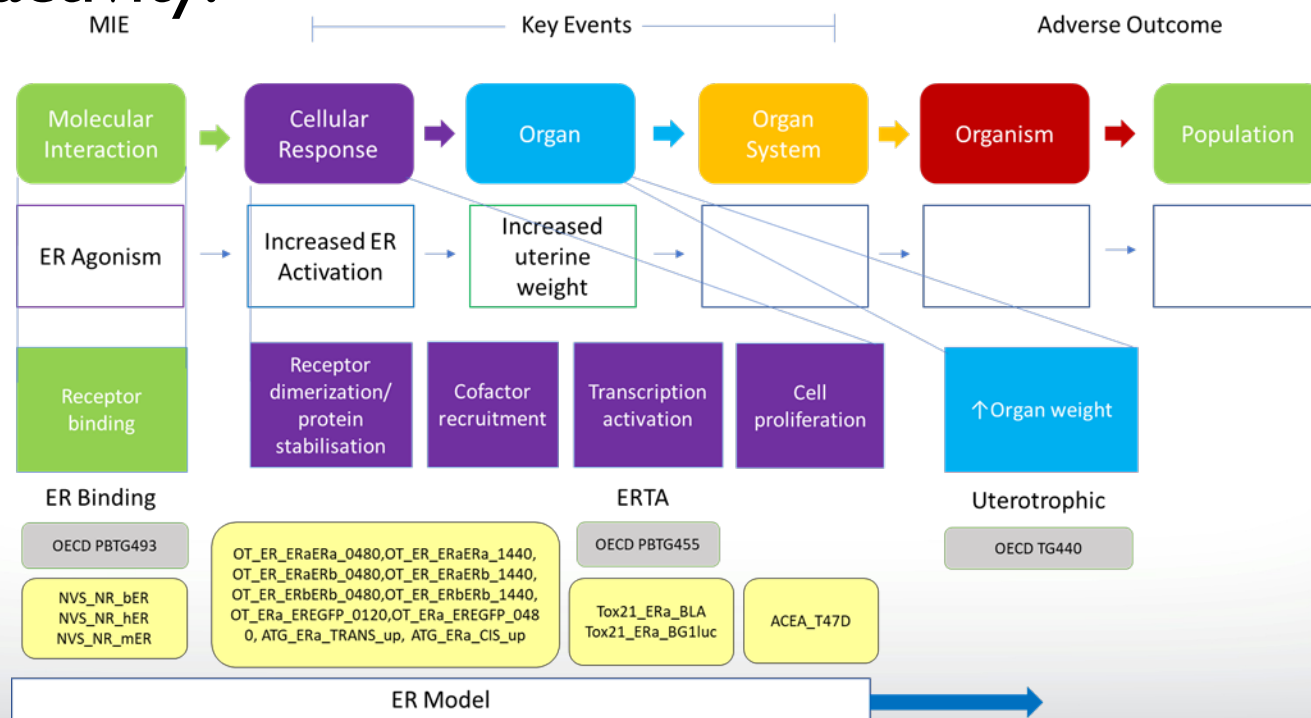 activity.
MIE
Key Events
Adverse Outcome
Molecular
Interaction
Cellular
Response
Organ
Organ
System
Organism
Population
ER Agonism
Increased ER
Activation
Increased
uterine
weight
Receptor
binding
Receptor
dimerization/
protein
stabilisation
Cofactor
recruitment
Transcription
activation
Cell
proliferation
↑Organ weight
ER Binding
ERTA
Uterotrophic
OECD PBTG493
OECD PBTG455
OECD TG440
NVS_NR_bER
NVS_NR_hER
NVS_NR_mER
OT_ER_ERaERa_0480,OT_ER_ERaERa_1440,
OT_ER_ERaERb_0480,OT_ER_ERaERb_1440,
OT_ER_ERbERb_0480,OT_ER_ERbERb_1440,
OT_ERa_EREGFP_0120,OT_ERa_EREGFP_048
0, ATG_ERa_TRANS_up, ATG_ERa_CIS_up
Tox21_ERa_BLA
Tox21_ERa_BG1luc
ACEA_T47D
ER Model